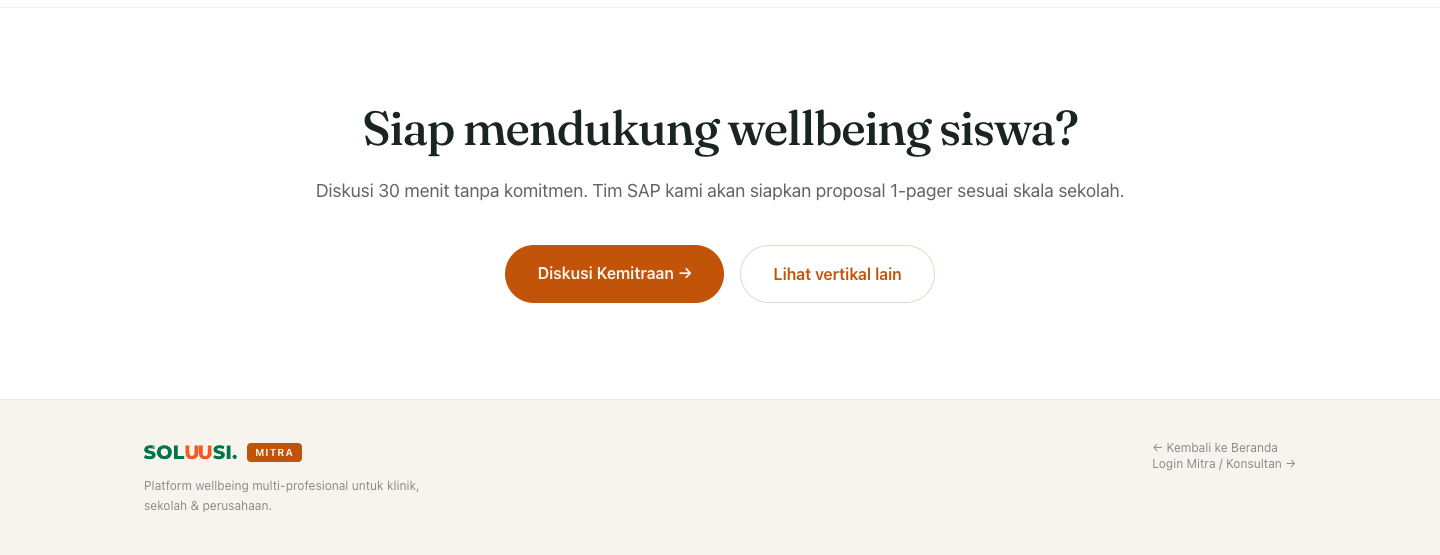 Siap mendukung wellbeing siswa?
Diskusi 30 menit tanpa komitmen. Tim SAP kami akan siapkan proposal 1-pager sesuai skala sekolah.
Diskusi Kemitraan →
Lihat vertikal lain
SOLUUSI. MITRA
Platform wellbeing multi-profesional untuk klinik,
sekolah & perusahaan.
← Kembali ke Beranda
Login Mitra / Konsultan →